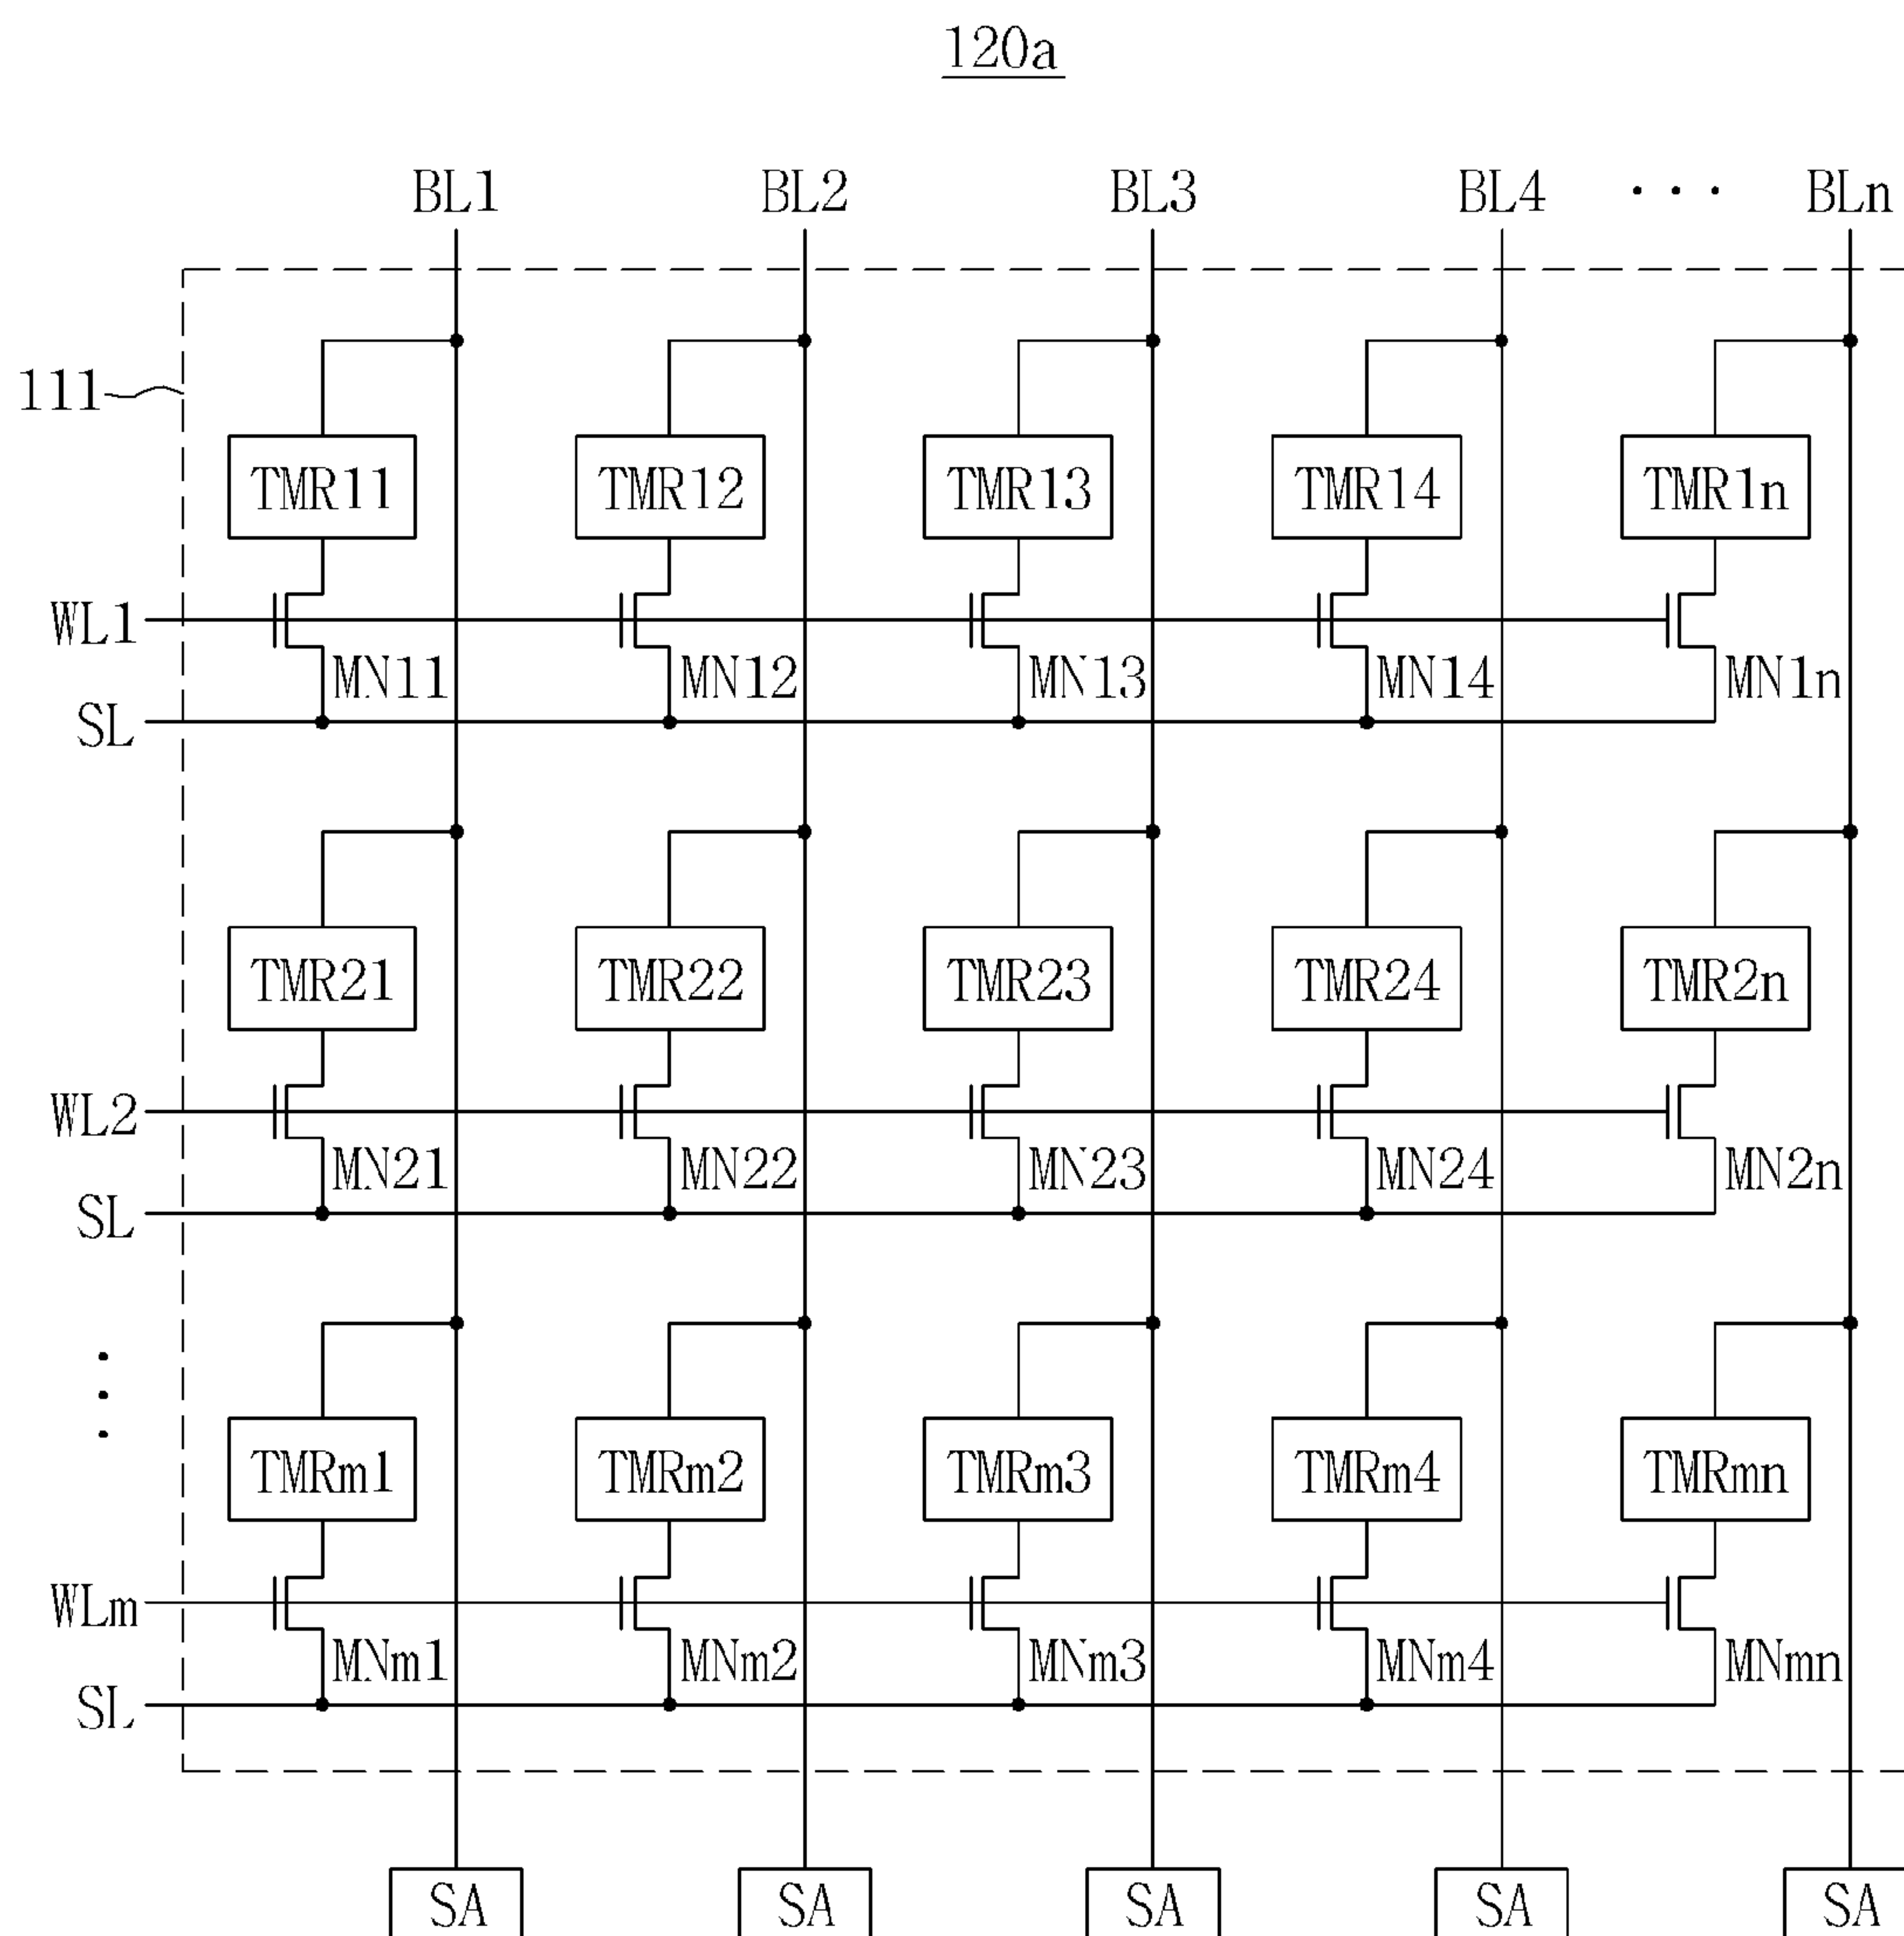 120a
BL1 BL2 BL3 BL4 ··· BLn
111
TMR11 TMR12 TMR13 TMR14 TMR1n
WL1
MN11 MN12 MN13 MN14 MN1n
SL
TMR21 TMR22 TMR23 TMR24 TMR2n
WL2
MN21 MN22 MN23 MN24 MN2n
SL
TMRm1 TMRm2 TMRm3 TMRm4 TMRmn
WLm
MNm1 MNm2 MNm3 MNm4 MNmn
SL
SA SA SA SA SA